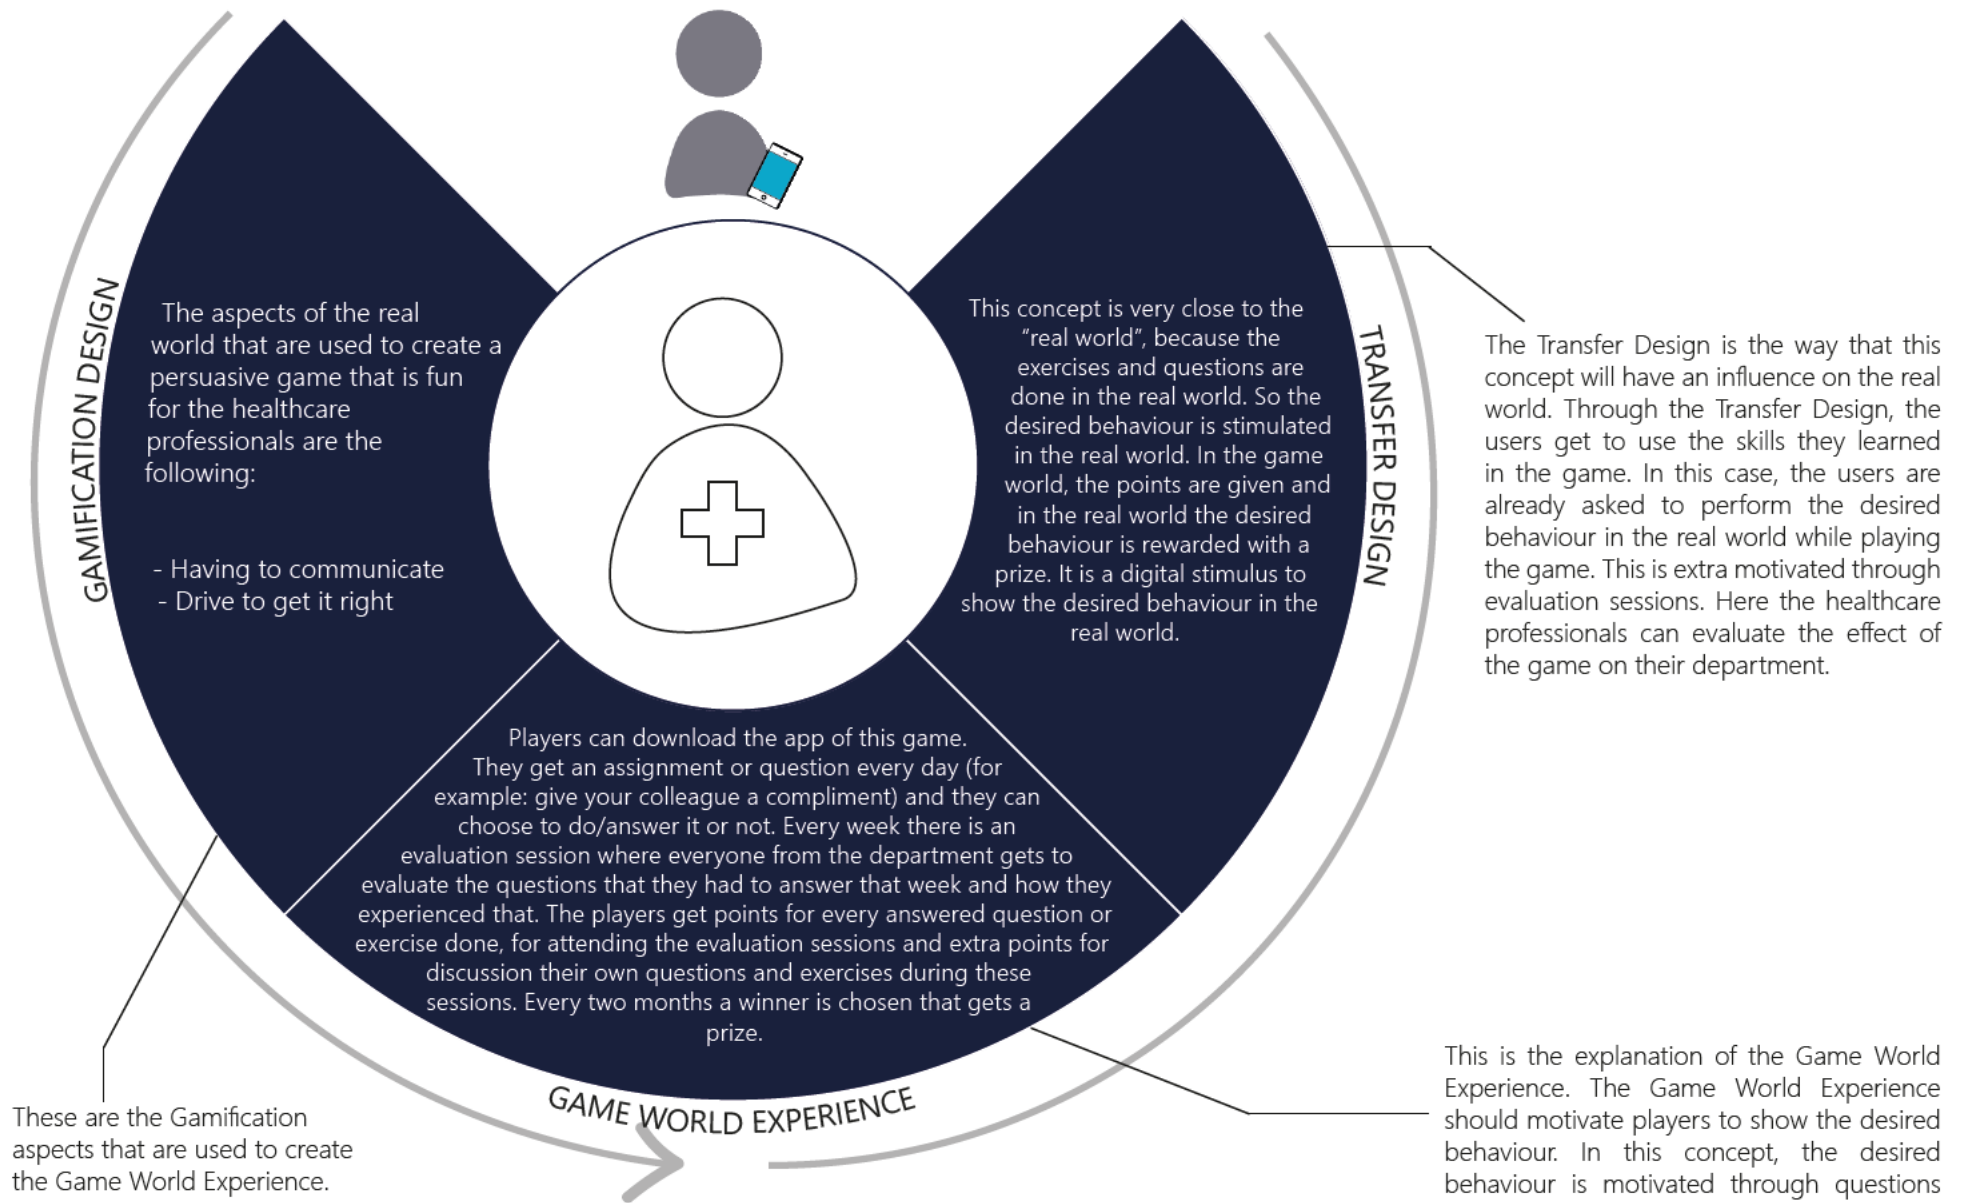 GAMIFICATION DESIGN
The aspects of the real
world that are used to create a
persuasive game that is fun
for the healthcare
professionals are the
following:
- Having to communicate
- Drive to get it right
This concept is very close to the
“real world”, because the
exercises and questions are
done in the real world. So the
desired behaviour is stimulated
in the real world. In the game
world, the points are given and
in the real world the desired
behaviour is rewarded with a
prize. It is a digital stimulus to
show the desired behaviour in the
real world.
TRANSFER DESIGN
The Transfer Design is the way that this
concept will have an influence on the real
world. Through the Transfer Design, the
users get to use the skills they learned
in the game. In this case, the users are
already asked to perform the desired
behaviour in the real world while playing
the game. This is extra motivated through
evaluation sessions. Here the healthcare
professionals can evaluate the effect of
the game on their department.
Players can download the app of this game.
They get an assignment or question every day (for
example: give your colleague a compliment) and they can
choose to do/answer it or not. Every week there is an
evaluation session where everyone from the department gets to
evaluate the questions that they had to answer that week and how they
experienced that. The players get points for every answered question or
exercise done, for attending the evaluation sessions and extra points for
discussion their own questions and exercises during these
sessions. Every two months a winner is chosen that gets a
prize.
GAME WORLD EXPERIENCE
These are the Gamification
aspects that are used to create
the Game World Experience.
This is the explanation of the Game World
Experience. The Game World Experience
should motivate players to show the desired
behaviour. In this concept, the desired
behaviour is motivated through questions